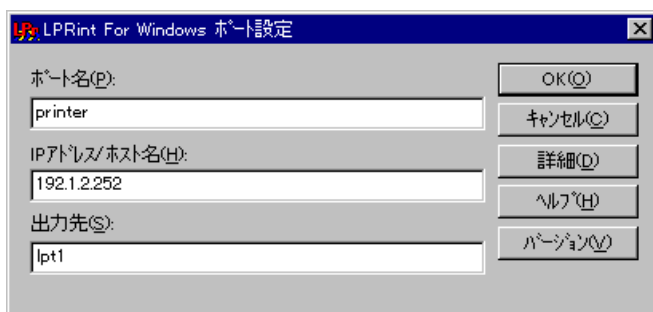 LPRint For Windows ﾎﾟｰﾄ設定
ﾎﾟｰﾄ名(P):
printer
IPｱﾄﾞﾚｽ/ﾎｽﾄ名(H):
192.1.2.252
出力先(S):
lpt1
OK(O)
ｷｬﾝｾﾙ(C)
詳細(D)
ﾍﾙﾌﾟ(H)
ﾊﾞｰｼﾞｮﾝ(V)